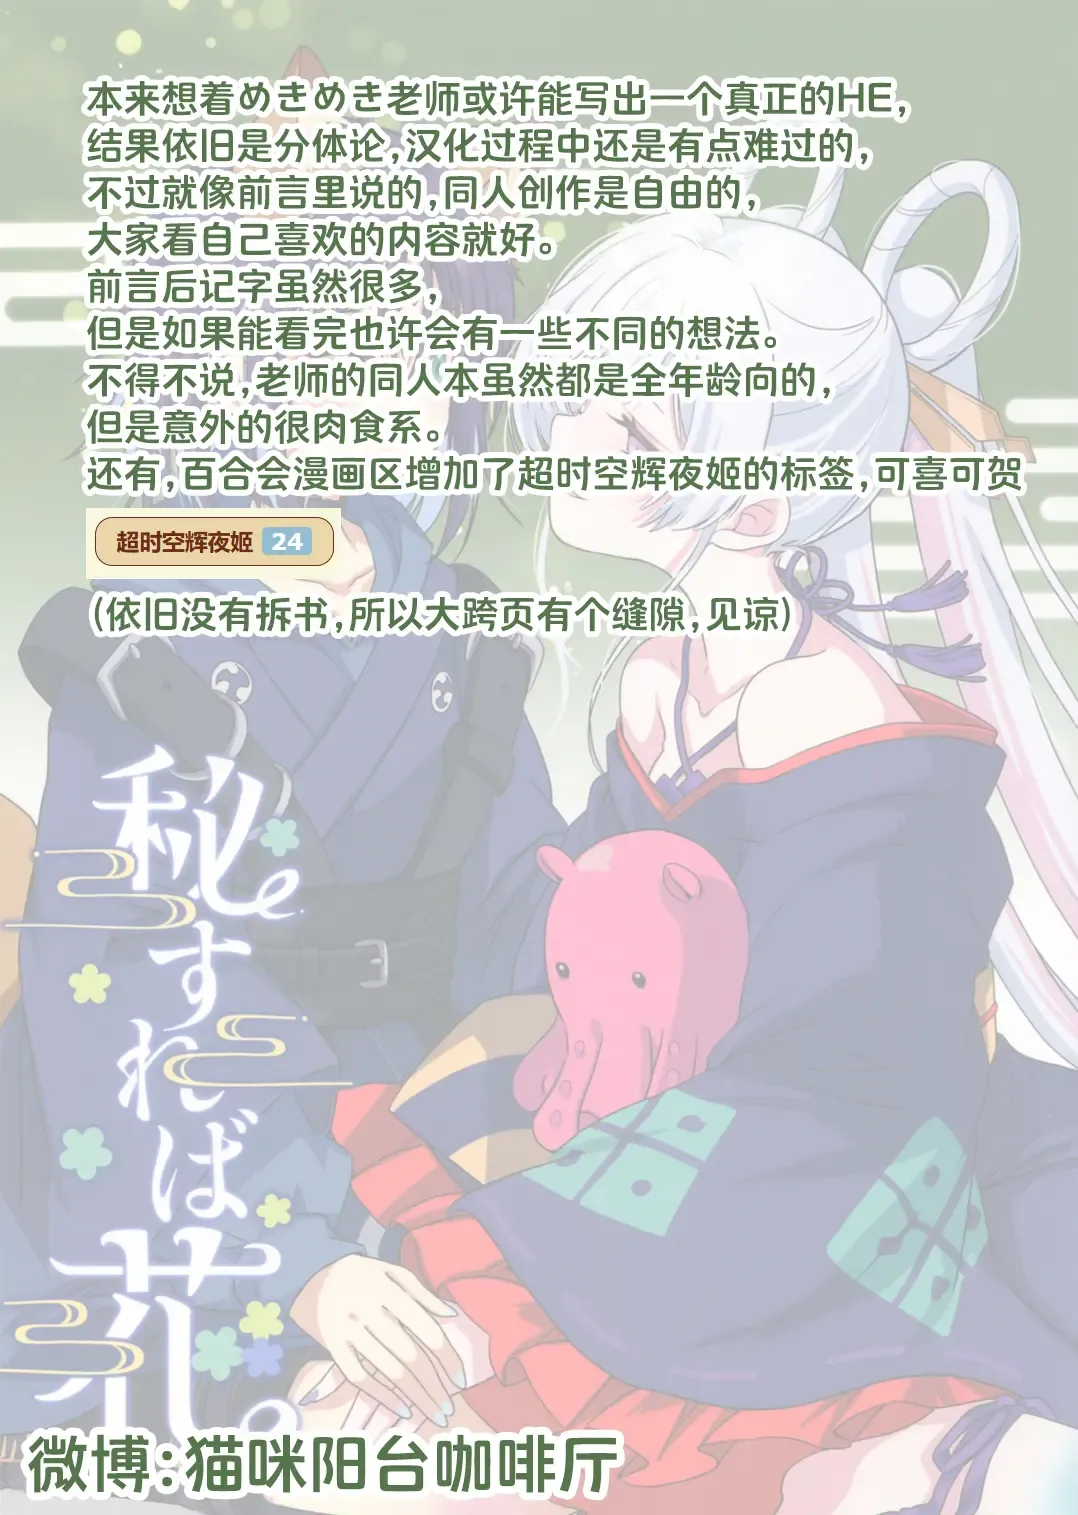 本来想着めきめき老师或许能写出一个真正的HE，
结果依旧是分体论,汉化过程中还是有点难过的，
不过就像前言里说的,同人创作是自由的，
大家看自己喜欢的内容就好。
前言后记字虽然很多，
但是如果能看完也许会有一些不同的想法。
不得不说,老师的同人本虽然都是全年龄向的，
但是意外的很肉食系。
还有,百合会漫画区增加了超时空辉夜姬的标签,可喜可贺
超时空辉夜姬 24
(依旧没有拆书,所以大跨页有个缝隙,见谅)
秘すれば花。
微博:猫咪阳台咖啡厅